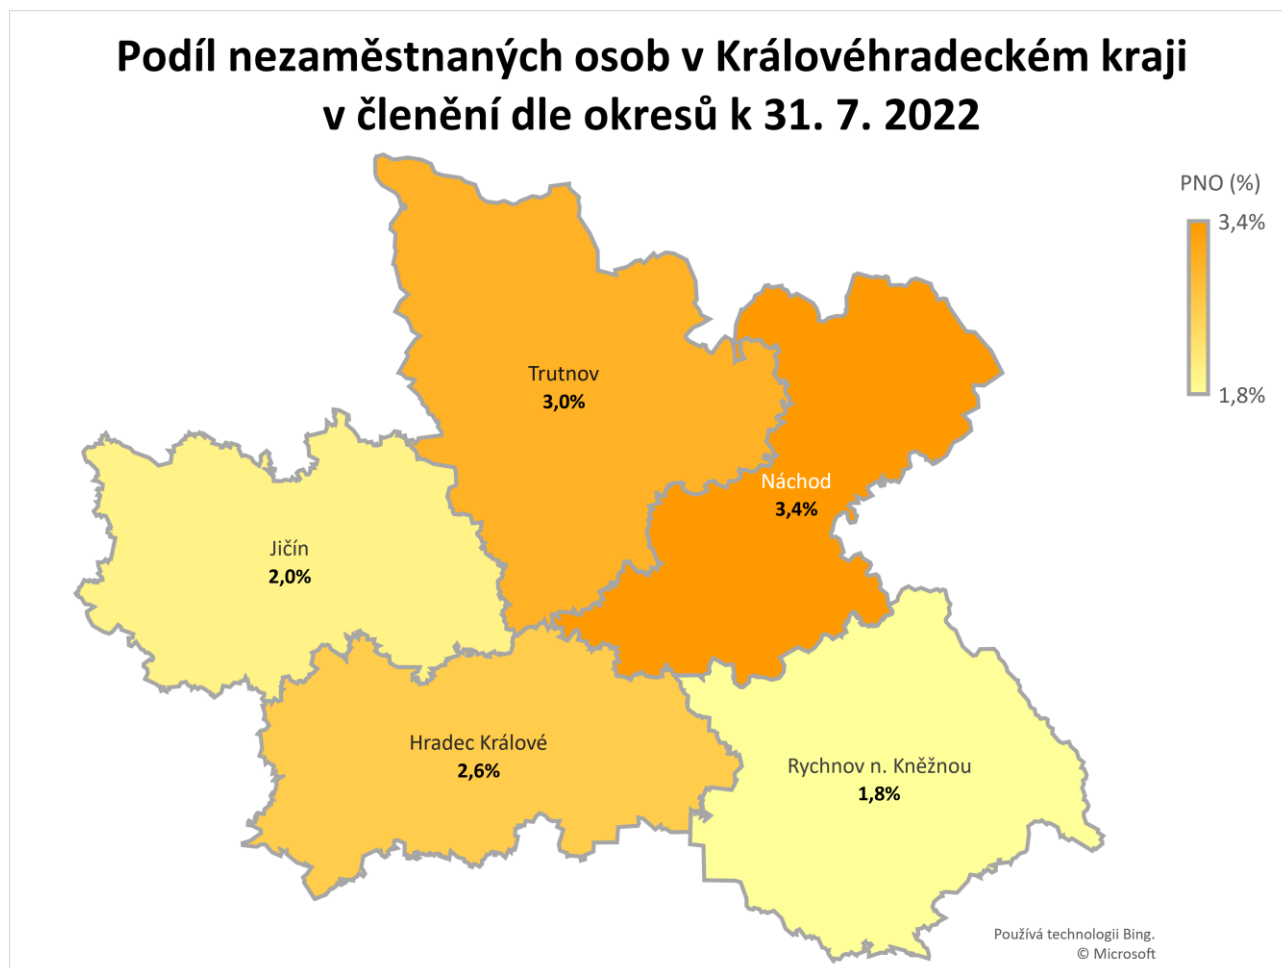 Podíl nezaměstnaných osob v Královéhradeckém kraji
v členění dle okresů k 31. 7. 2022
PNO (%)
3,4%
1,8%
Trutnov
3,0%
Náchod
3,4%
Jičín
2,0%
Hradec Králové
2,6%
Rychnov n. Kněžnou
1,8%
Používá technologii Bing.
© Microsoft